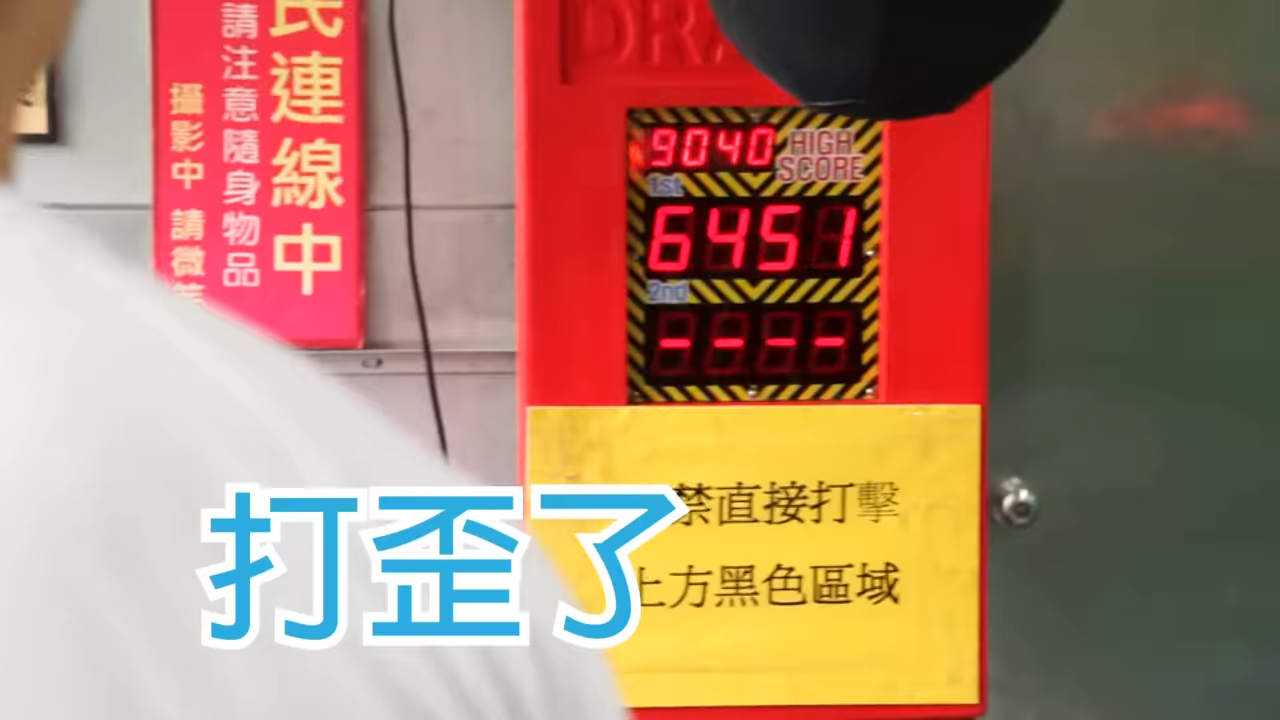 民連線中
請注意隨身物品
攝影中 請微
DRA
9040 HIGH
SCORE
1st
6451
2nd
----
禁直接打擊
上方黑色區域
打歪了